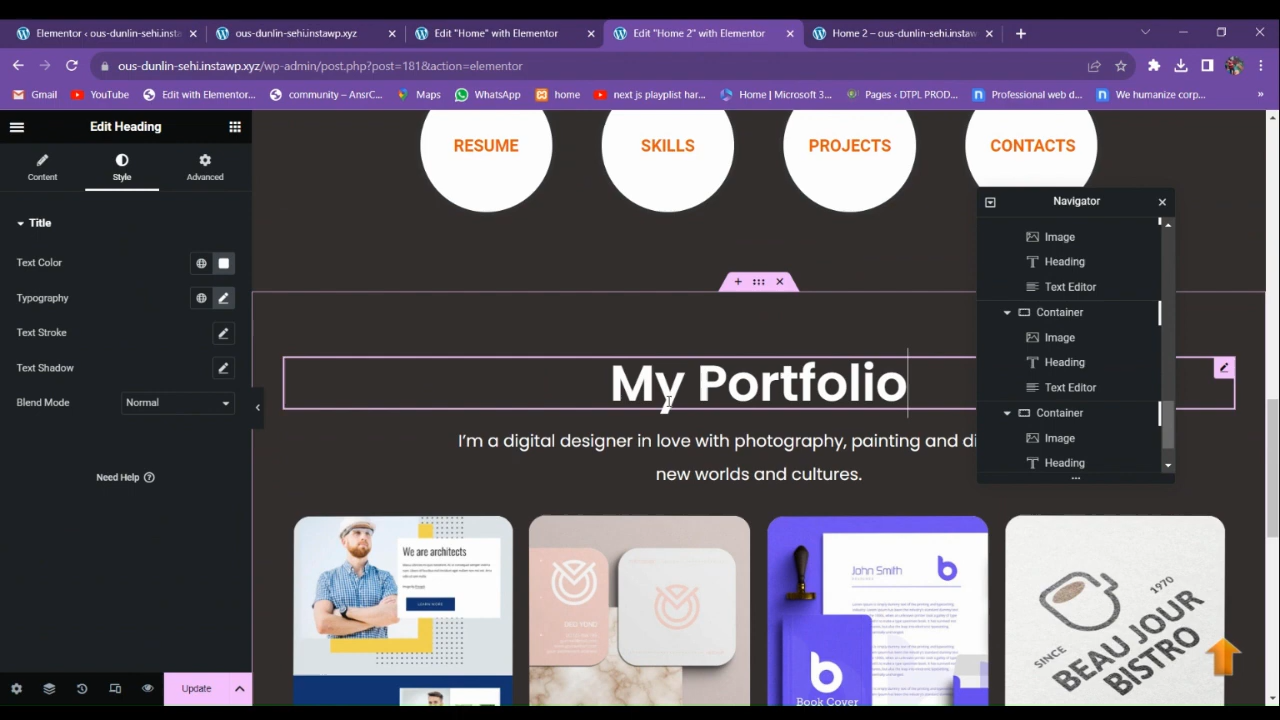 Elementor ‹ ous-dunlin-sehi.insta
ous-dunlin-sehi.instawp.xyz/
Edit "Home" with Elementor
Edit "Home 2" with Elementor
Home 2 – ous-dunlin-sehi.instaw
ous-dunlin-sehi.instawp.xyz/wp-admin/post.php?post=181&action=elementor
Gmail
YouTube
Edit with Elementor...
community – AnsrC...
Maps
WhatsApp
home
next js playlist har...
Home | Microsoft 3...
Pages ‹ DTPL PROD...
Professional web d...
We humanize corp...
»
Edit Heading
Content
Style
Advanced
Title
Text Color
Typography
Text Stroke
Text Shadow
Blend Mode
Normal
Need Help
Update
RESUME
SKILLS
PROJECTS
CONTACTS
My Portfolio
I'm a digital designer in love with photography, painting and di
new worlds and cultures.
Navigator
Image
Heading
Text Editor
Container
Image
Heading
Text Editor
Container
Image
Heading
We are architects
LEARN MORE
John Smith
b
b
Book Cover
1970
SINCE
BEAU JOUR
BISTRO